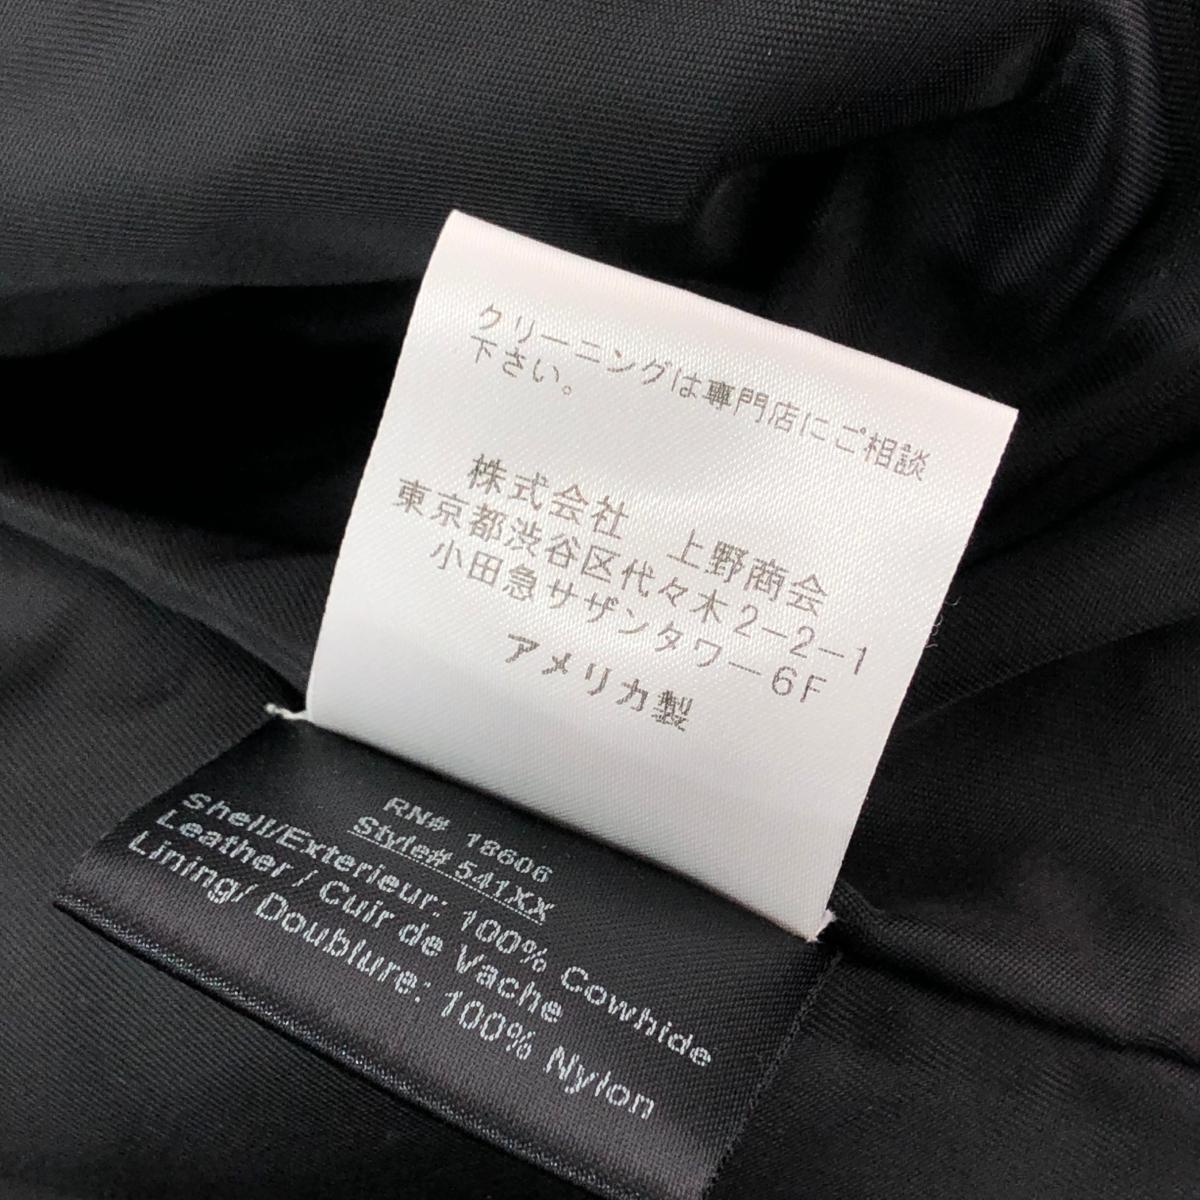 クリーニングは専門店にご相談
下さい。
株式会社　上野商会
東京都渋谷区代々木2-2-1
小田急サザンタワー6F
アメリカ製
RN# 18606
Style# 541XX
Shell/Exterieur: 100% Cowhide
Leather / Cuir de Vache
Lining/ Doublure: 100% Nylon